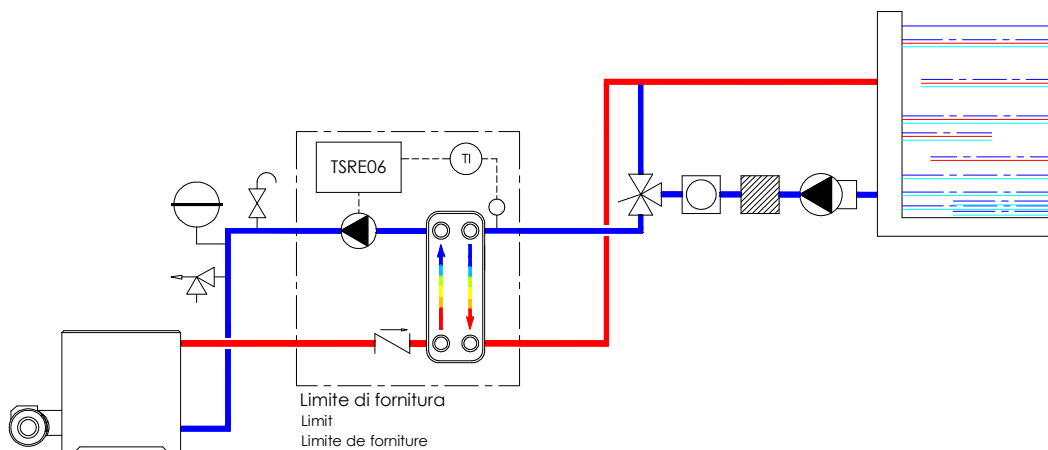 TSRE06
TI
Limite di fornitura
Limit
Limite de forniture